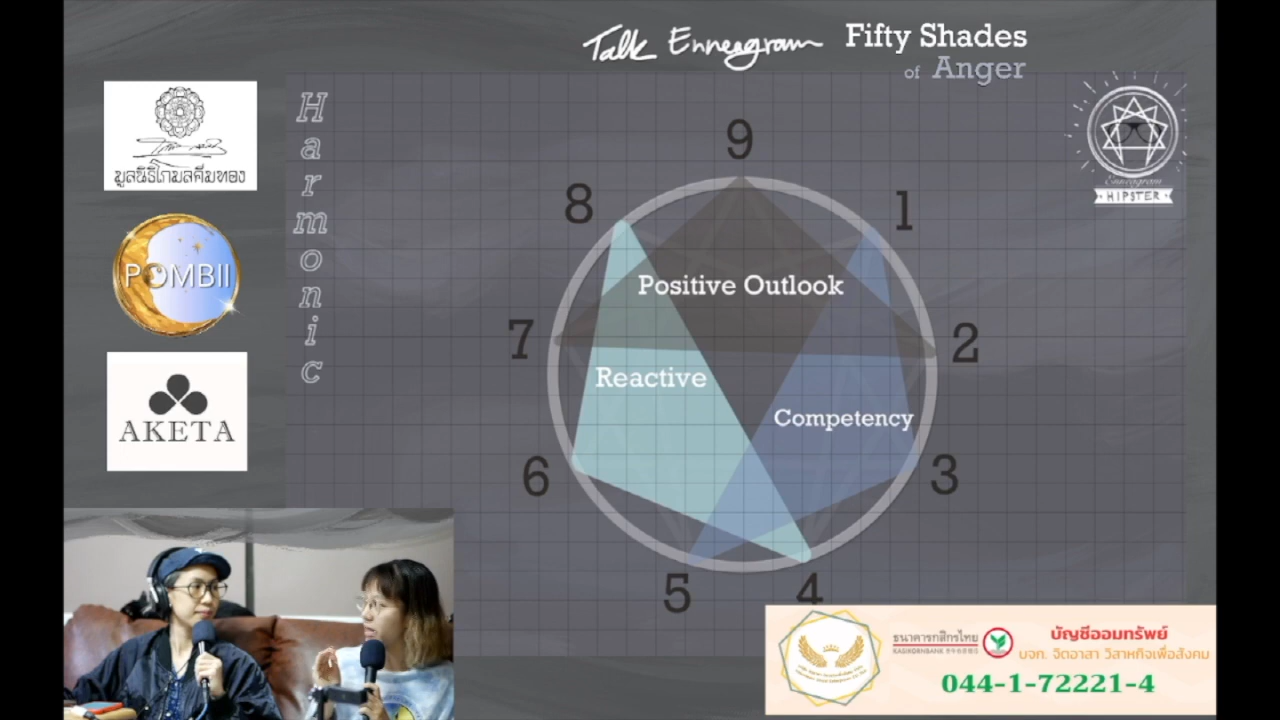 Talk Enneagram
Fifty Shades
of Anger
Harmonic
มูลนิธิโกมลคีมทอง
POMBII
AKETA
Enneagram
HIPSTER
9
8
1
Positive Outlook
7
2
Reactive
Competency
6
3
5
4
ธนาคารกสิกรไทย
KASIKORNBANK
บัญชีออมทรัพย์
บจก. จิตอาสา วิสาหกิจเพื่อสังคม
044-1-72221-4